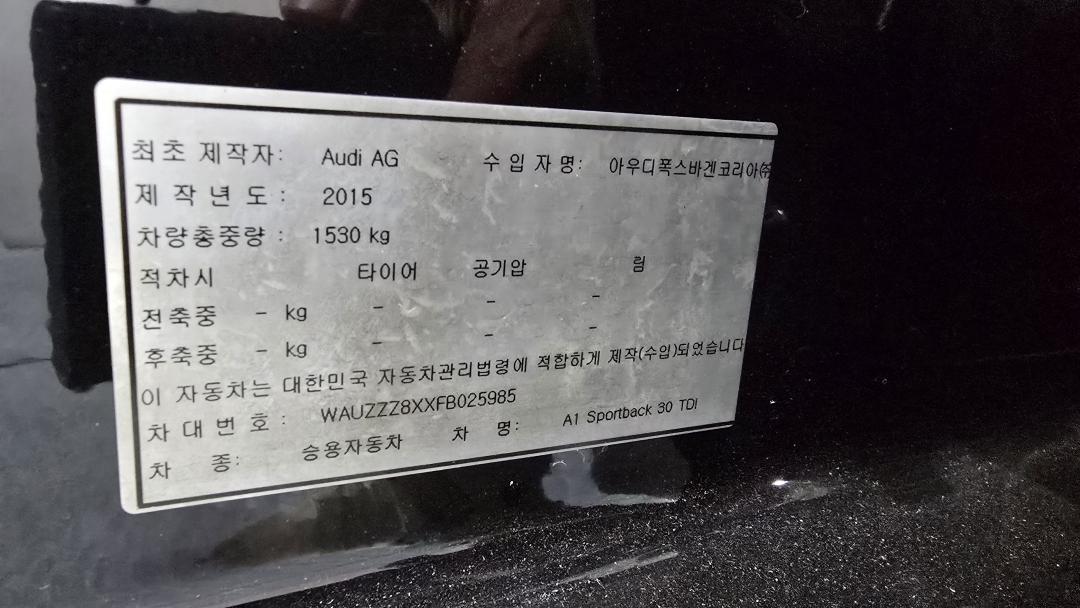 최초 제작자: Audi AG 수 입 자 명: 아우디폭스바겐코리아(주
제 작 년 도 : 2015
차량총중량 : 1530 kg
적차시 타이어 공기압 림
전축중 - kg - - -
후축중 - kg - - -
이 자동차는 대한민국 자동차관리법령에 적합하게 제작(수입)되었습니다
차 대 번 호 : WAUZZZ8XXFB025985
차 종: 승용자동차 차 명: A1 Sportback 30 TDI